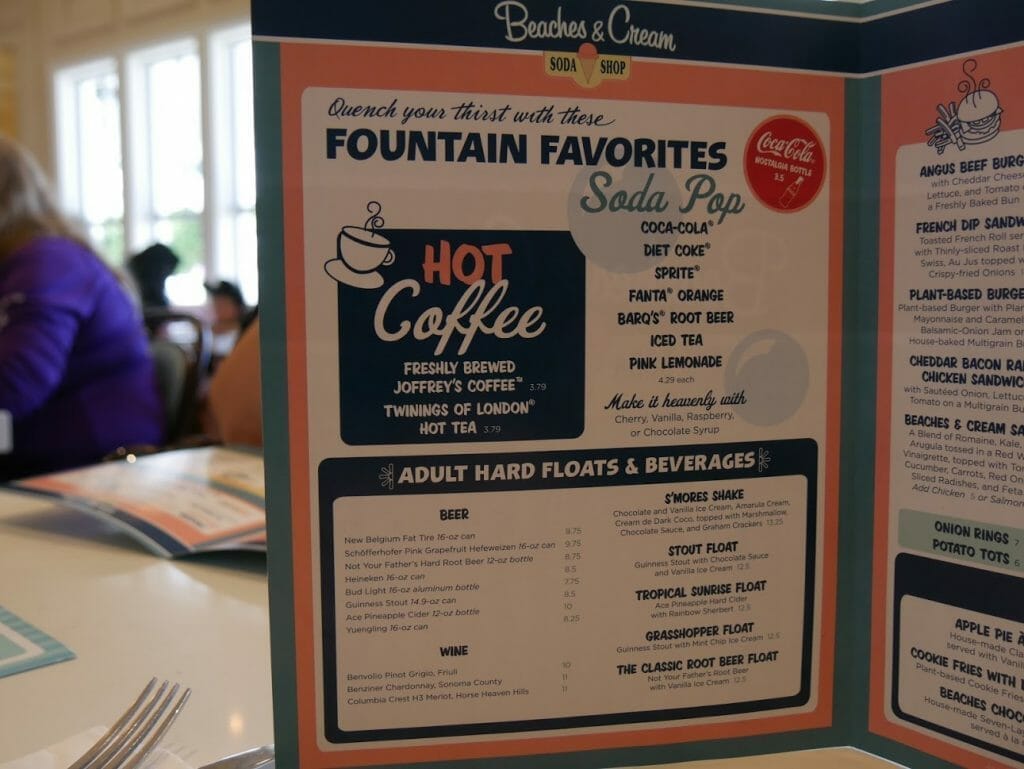 Beaches & Cream
SODA SHOP
Quench your thirst with these
FOUNTAIN FAVORITES
Coca-Cola
NOSTALGIA BOTTLE
3.5
Soda Pop
COCA-COLA®
DIET COKE®
SPRITE®
FANTA® ORANGE
BARQ'S® ROOT BEER
ICED TEA
PINK LEMONADE
4.29 each
Make it heavenly with
Cherry, Vanilla, Raspberry,
or Chocolate Syrup
HOT
Coffee
FRESHLY BREWED
JOFFREY'S COFFEE™ 3.79
TWININGS OF LONDON®
HOT TEA 3.79
ADULT HARD FLOATS & BEVERAGES
BEER
New Belgium Fat Tire 16-oz can 9.75
Schöfferhofer Pink Grapefruit Hefeweizen 16-oz can 9.75
Not Your Father's Hard Root Beer 12-oz bottle 8.75
Heineken 16-oz can 8.5
Bud Light 16-oz aluminum bottle 7.75
Guinness Stout 14.9-oz can 8.5
Ace Pineapple Cider 12-oz bottle 10
Yuengling 16-oz can 8.25
WINE
Benvolio Pinot Grigio, Friuli 10
Benziner Chardonnay, Sonoma County 11
Columbia Crest H3 Merlot, Horse Heaven Hills 11
S'MORES SHAKE
Chocolate and Vanilla Ice Cream, Amarula Cream,
Cream de Dark Coco, topped with Marshmallow,
Chocolate Sauce, and Graham Crackers 13.25
STOUT FLOAT
Guinness Stout with Chocolate Sauce
and Vanilla Ice Cream 12.5
TROPICAL SUNRISE FLOAT
Ace Pineapple Hard Cider
with Rainbow Sherbert 12.5
GRASSHOPPER FLOAT
Guinness Stout with Mint Chip Ice Cream 12.5
THE CLASSIC ROOT BEER FLOAT
Not Your Father's Root Beer
with Vanilla Ice Cream 12.5
ANGUS BEEF BURG
with Cheddar Cheese
Lettuce, and Tomato
a Freshly Baked Bun
FRENCH DIP SANDW
Toasted French Roll ser
with Thinly-sliced Roast
Swiss, Au Jus topped w
Crispy-fried Onions
PLANT-BASED BURGE
Plant-based Burger with Plan
Mayonnaise and Caramel
Balsamic-Onion Jam o
House-baked Multigrain Bu
CHEDDAR BACON RA
CHICKEN SANDWIC
with Sautéed Onion, Lettuc
Tomato on a Multigrain Bu
BEACHES & CREAM SA
A Blend of Romaine, Kale,
Arugula tossed in a Red W
Vinaigrette, topped with Tom
Cucumber, Carrots, Red On
Sliced Radishes, and Feta
Add Chicken 5 or Salmon
ONION RINGS 7
POTATO TOTS 6
APPLE PIE À
House-made Cla
served with Vanil
COOKIE FRIES WITH
Plant-based Cookie Fries
BEACHES CHOC
House-made Seven-Lay
served à la